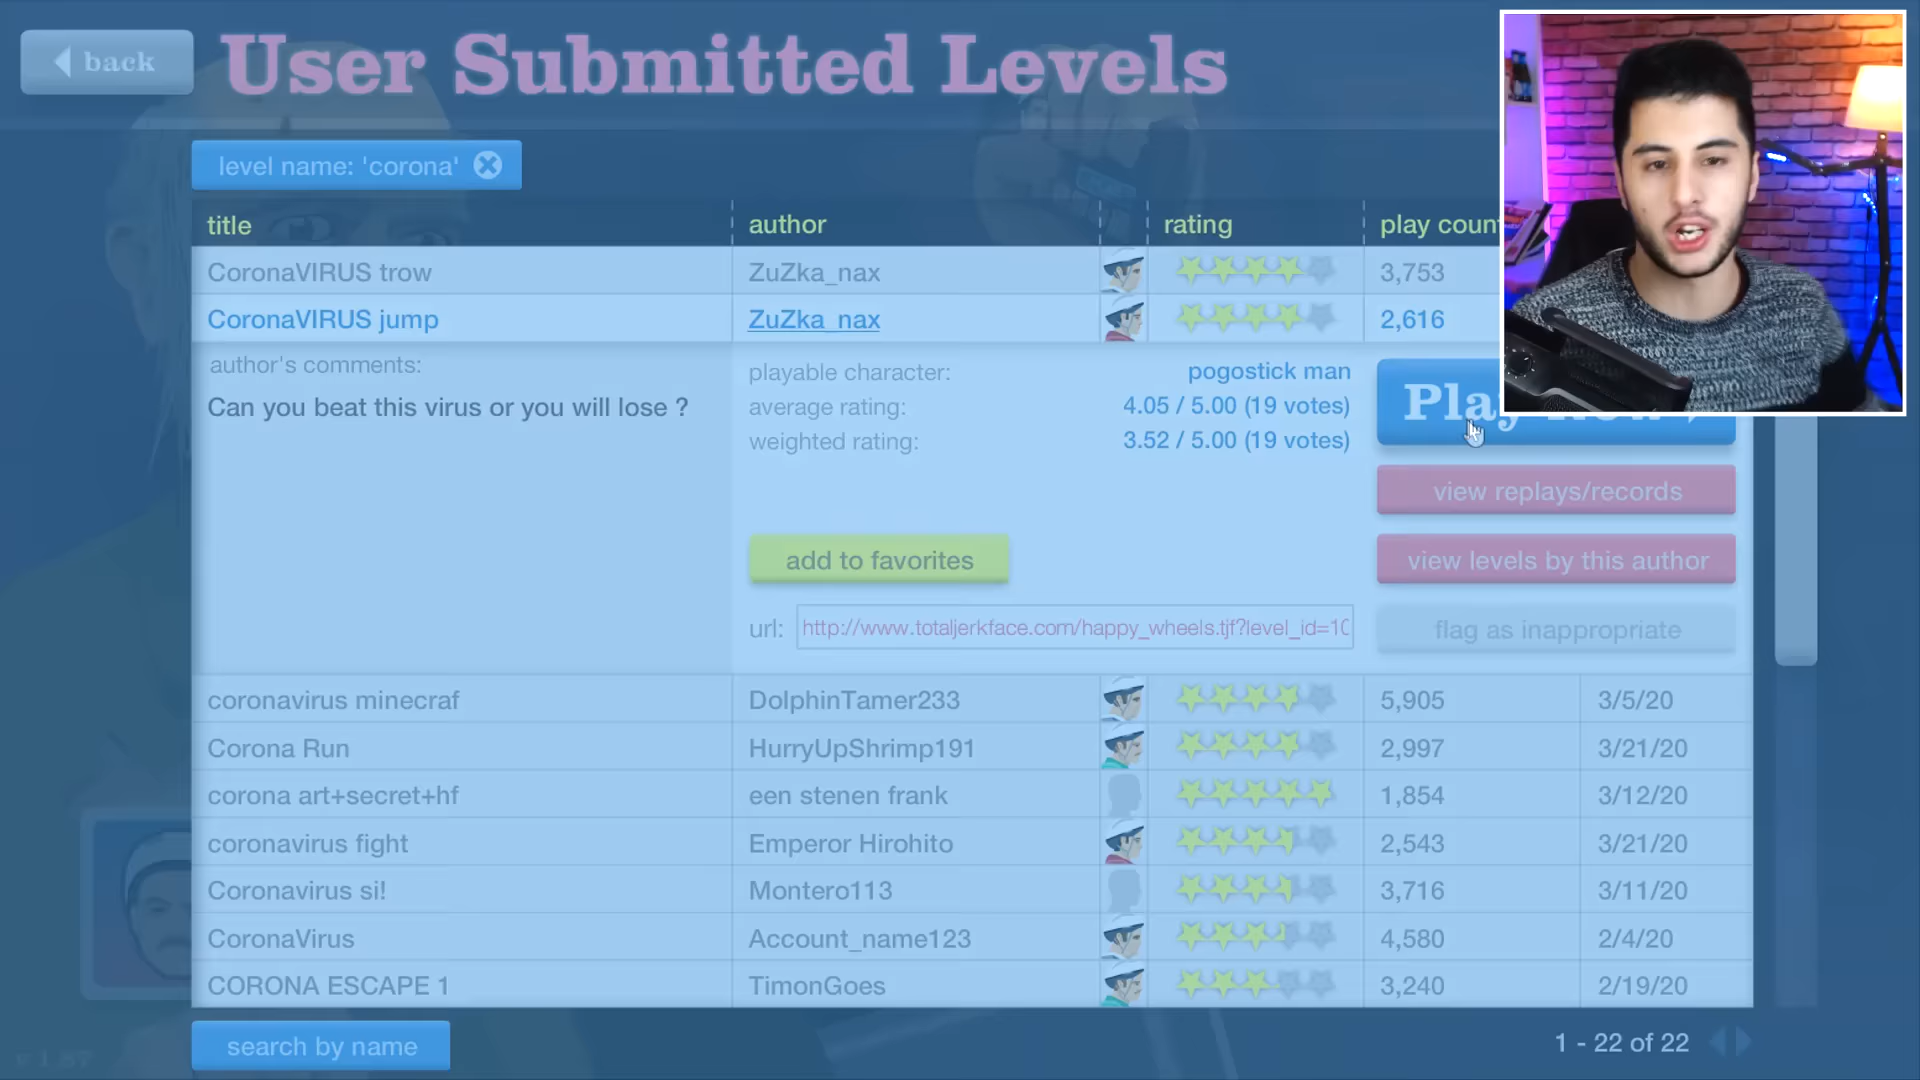 back
User Submitted Levels
level name: 'corona'
title author rating play count
CoronaVIRUS trow ZuZka_nax 3,753
CoronaVIRUS jump ZuZka_nax 2,616
author's comments:
Can you beat this virus or you will lose ?
playable character: pogostick man
average rating: 4.05 / 5.00 (19 votes)
weighted rating: 3.52 / 5.00 (19 votes)
Play
view replays/records
add to favorites
view levels by this author
url: http://www.totaljerkface.com/happy_wheels.tjf?level_id=10
flag as inappropriate
coronavirus minecraf DolphinTamer233 5,905 3/5/20
Corona Run HurryUpShrimp191 2,997 3/21/20
corona art+secret+hf een stenen frank 1,854 3/12/20
coronavirus fight Emperor Hirohito 2,543 3/21/20
Coronavirus si! Montero113 3,716 3/11/20
CoronaVirus Account_name123 4,580 2/4/20
CORONA ESCAPE 1 TimonGoes 3,240 2/19/20
search by name
1 - 22 of 22